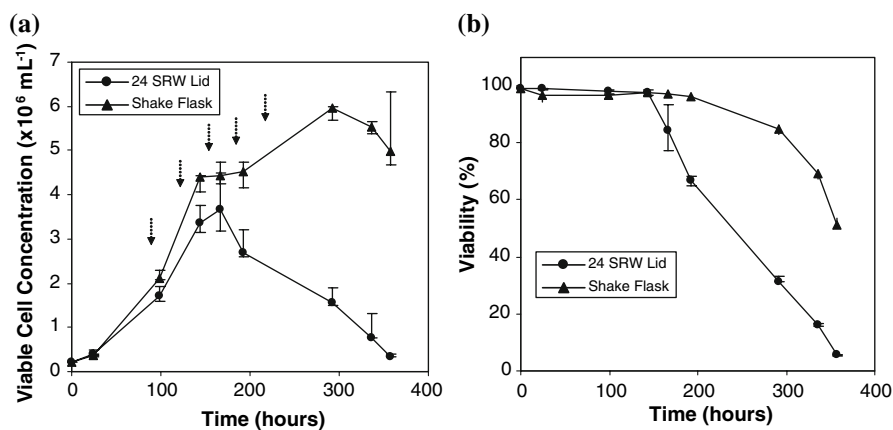 (a)
7
6
5
4
3
2
1
0
Viable Cell Concentration (x10⁶ mL⁻¹)
24 SRW Lid
Shake Flask
0 100 200 300 400
Time (hours)
(b)
120
100
80
60
40
20
0
Viability (%)
24 SRW Lid
Shake Flask
0 100 200 300 400
Time (hours)